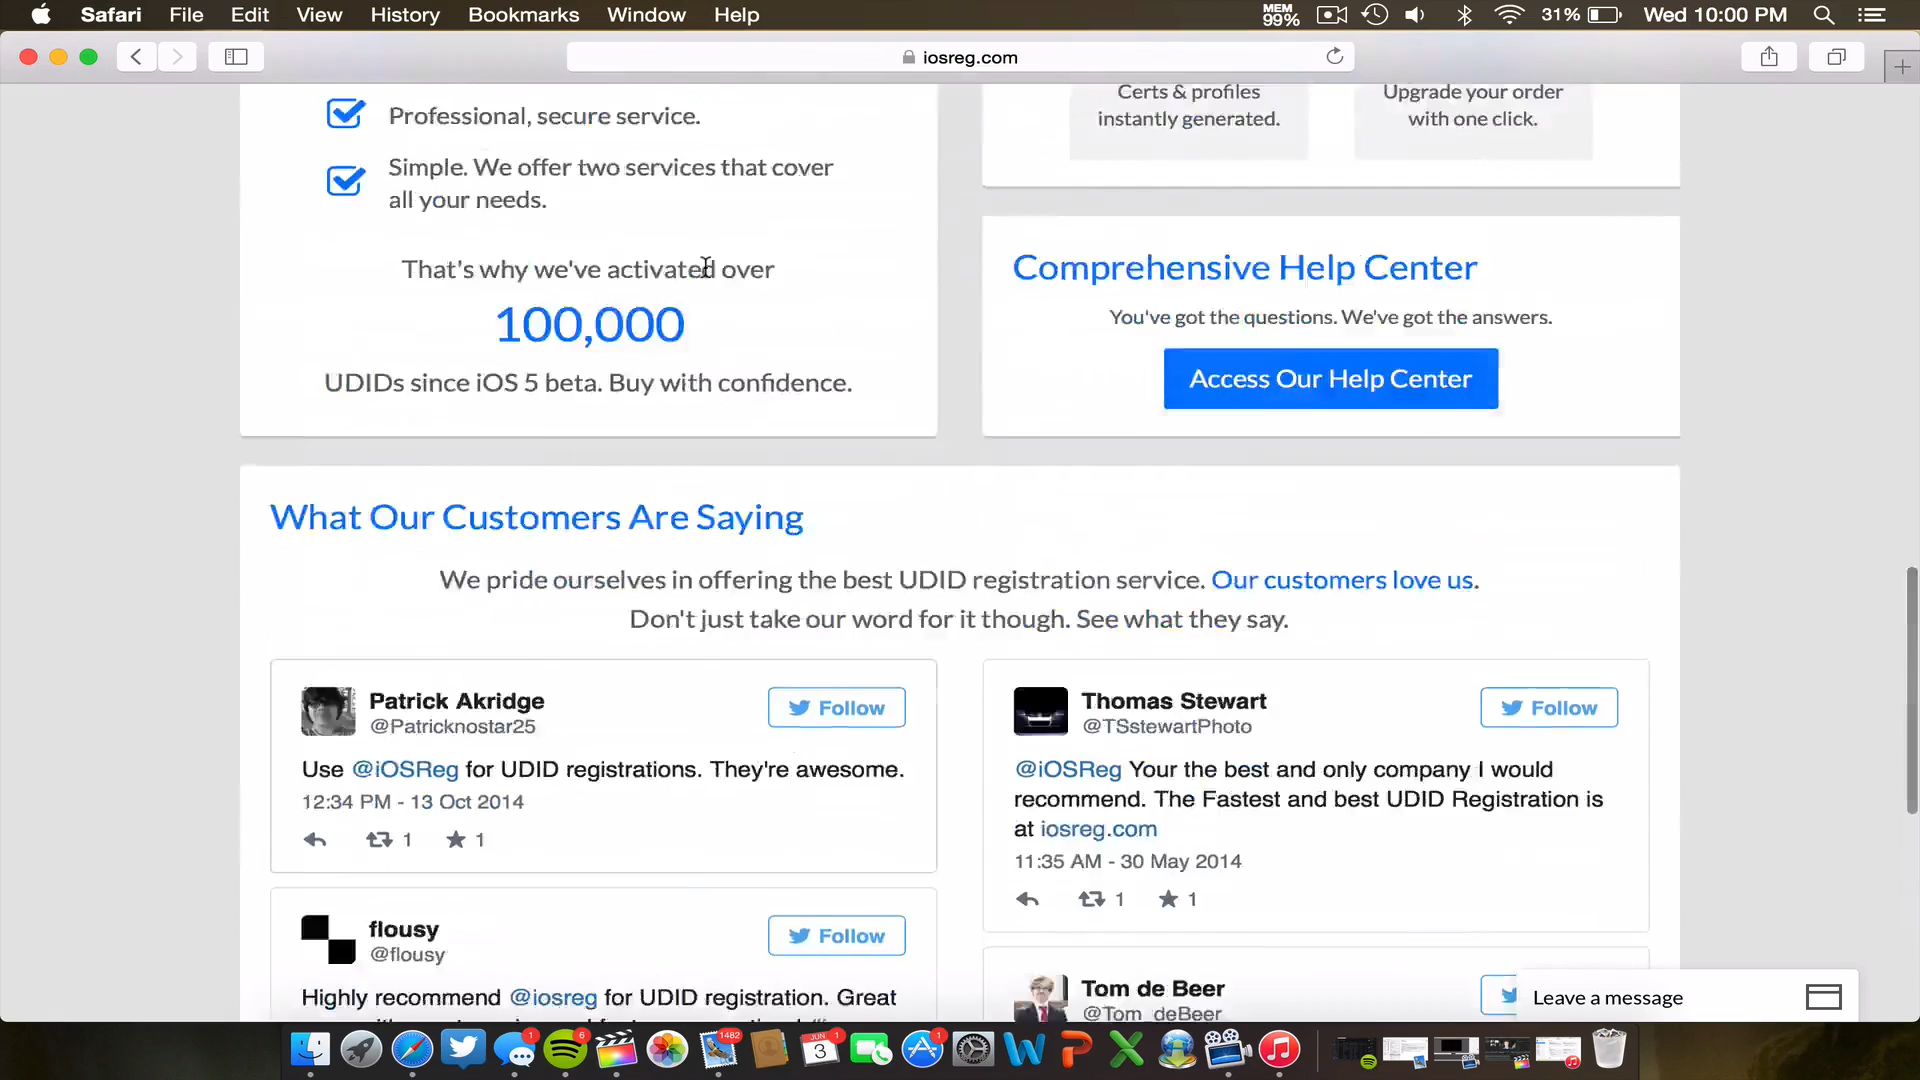 Safari File Edit View History Bookmarks Window Help
MEM
99%
31%
Wed 10:00 PM
iosreg.com
Professional, secure service.
Simple. We offer two services that cover
all your needs.
That's why we've activated over
100,000
UDIDs since iOS 5 beta. Buy with confidence.
Certs & profiles
instantly generated.
Upgrade your order
with one click.
Comprehensive Help Center
You've got the questions. We've got the answers.
Access Our Help Center
What Our Customers Are Saying
We pride ourselves in offering the best UDID registration service. Our customers love us.
Don't just take our word for it though. See what they say.
Patrick Akridge
@Patricknostar25
Follow
Use @iOSReg for UDID registrations. They're awesome.
12:34 PM - 13 Oct 2014
1 1
Thomas Stewart
@TSstewartPhoto
Follow
@iOSReg Your the best and only company I would
recommend. The Fastest and best UDID Registration is
at iosreg.com
11:35 AM - 30 May 2014
1 1
flousy
@flousy
Follow
Highly recommend @iosreg for UDID registration. Great
Tom de Beer
@Tom_deBeer
Leave a message
1 6 1482 JUN 3 1 1